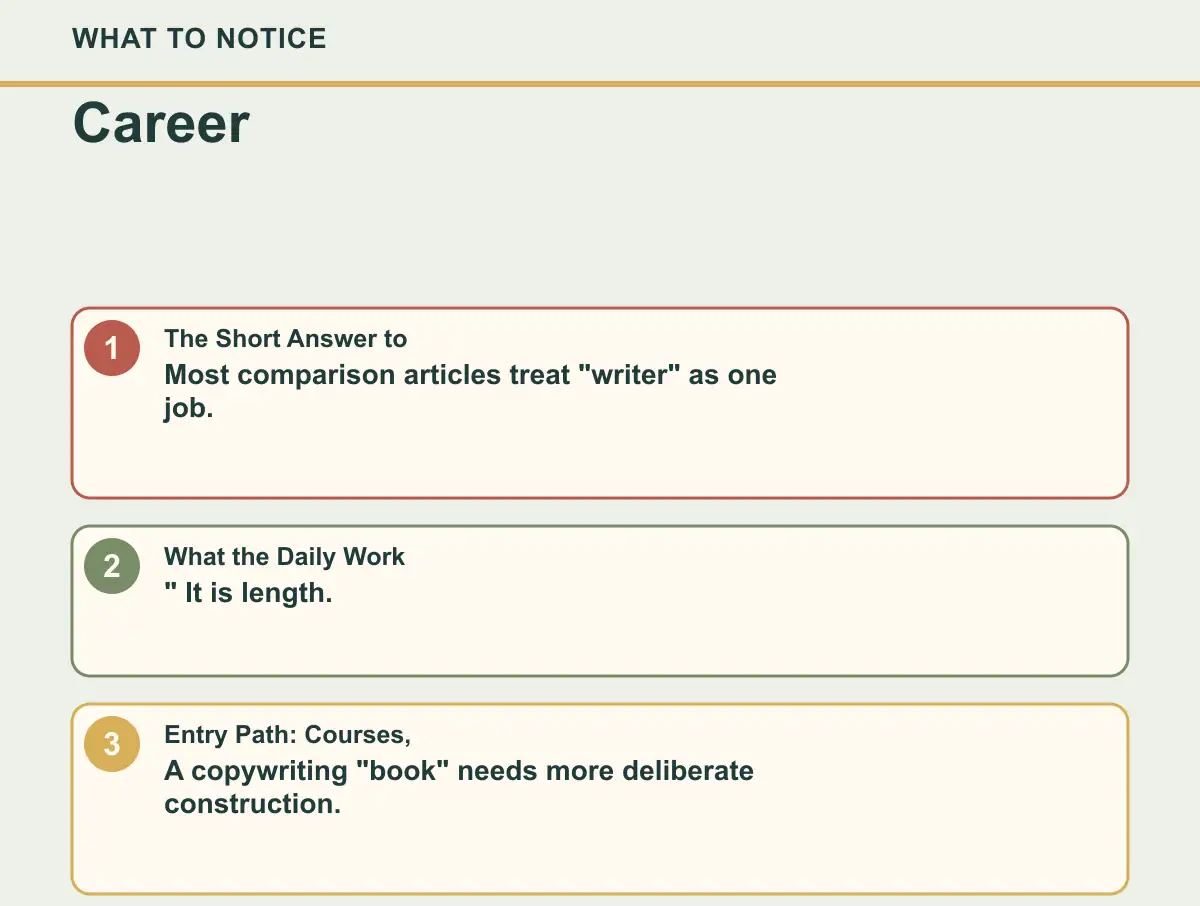 WHAT TO NOTICE
Career
1
The Short Answer to
Most comparison articles treat "writer" as one
job.
2
What the Daily Work
" It is length.
3
Entry Path: Courses,
A copywriting "book" needs more deliberate
construction.